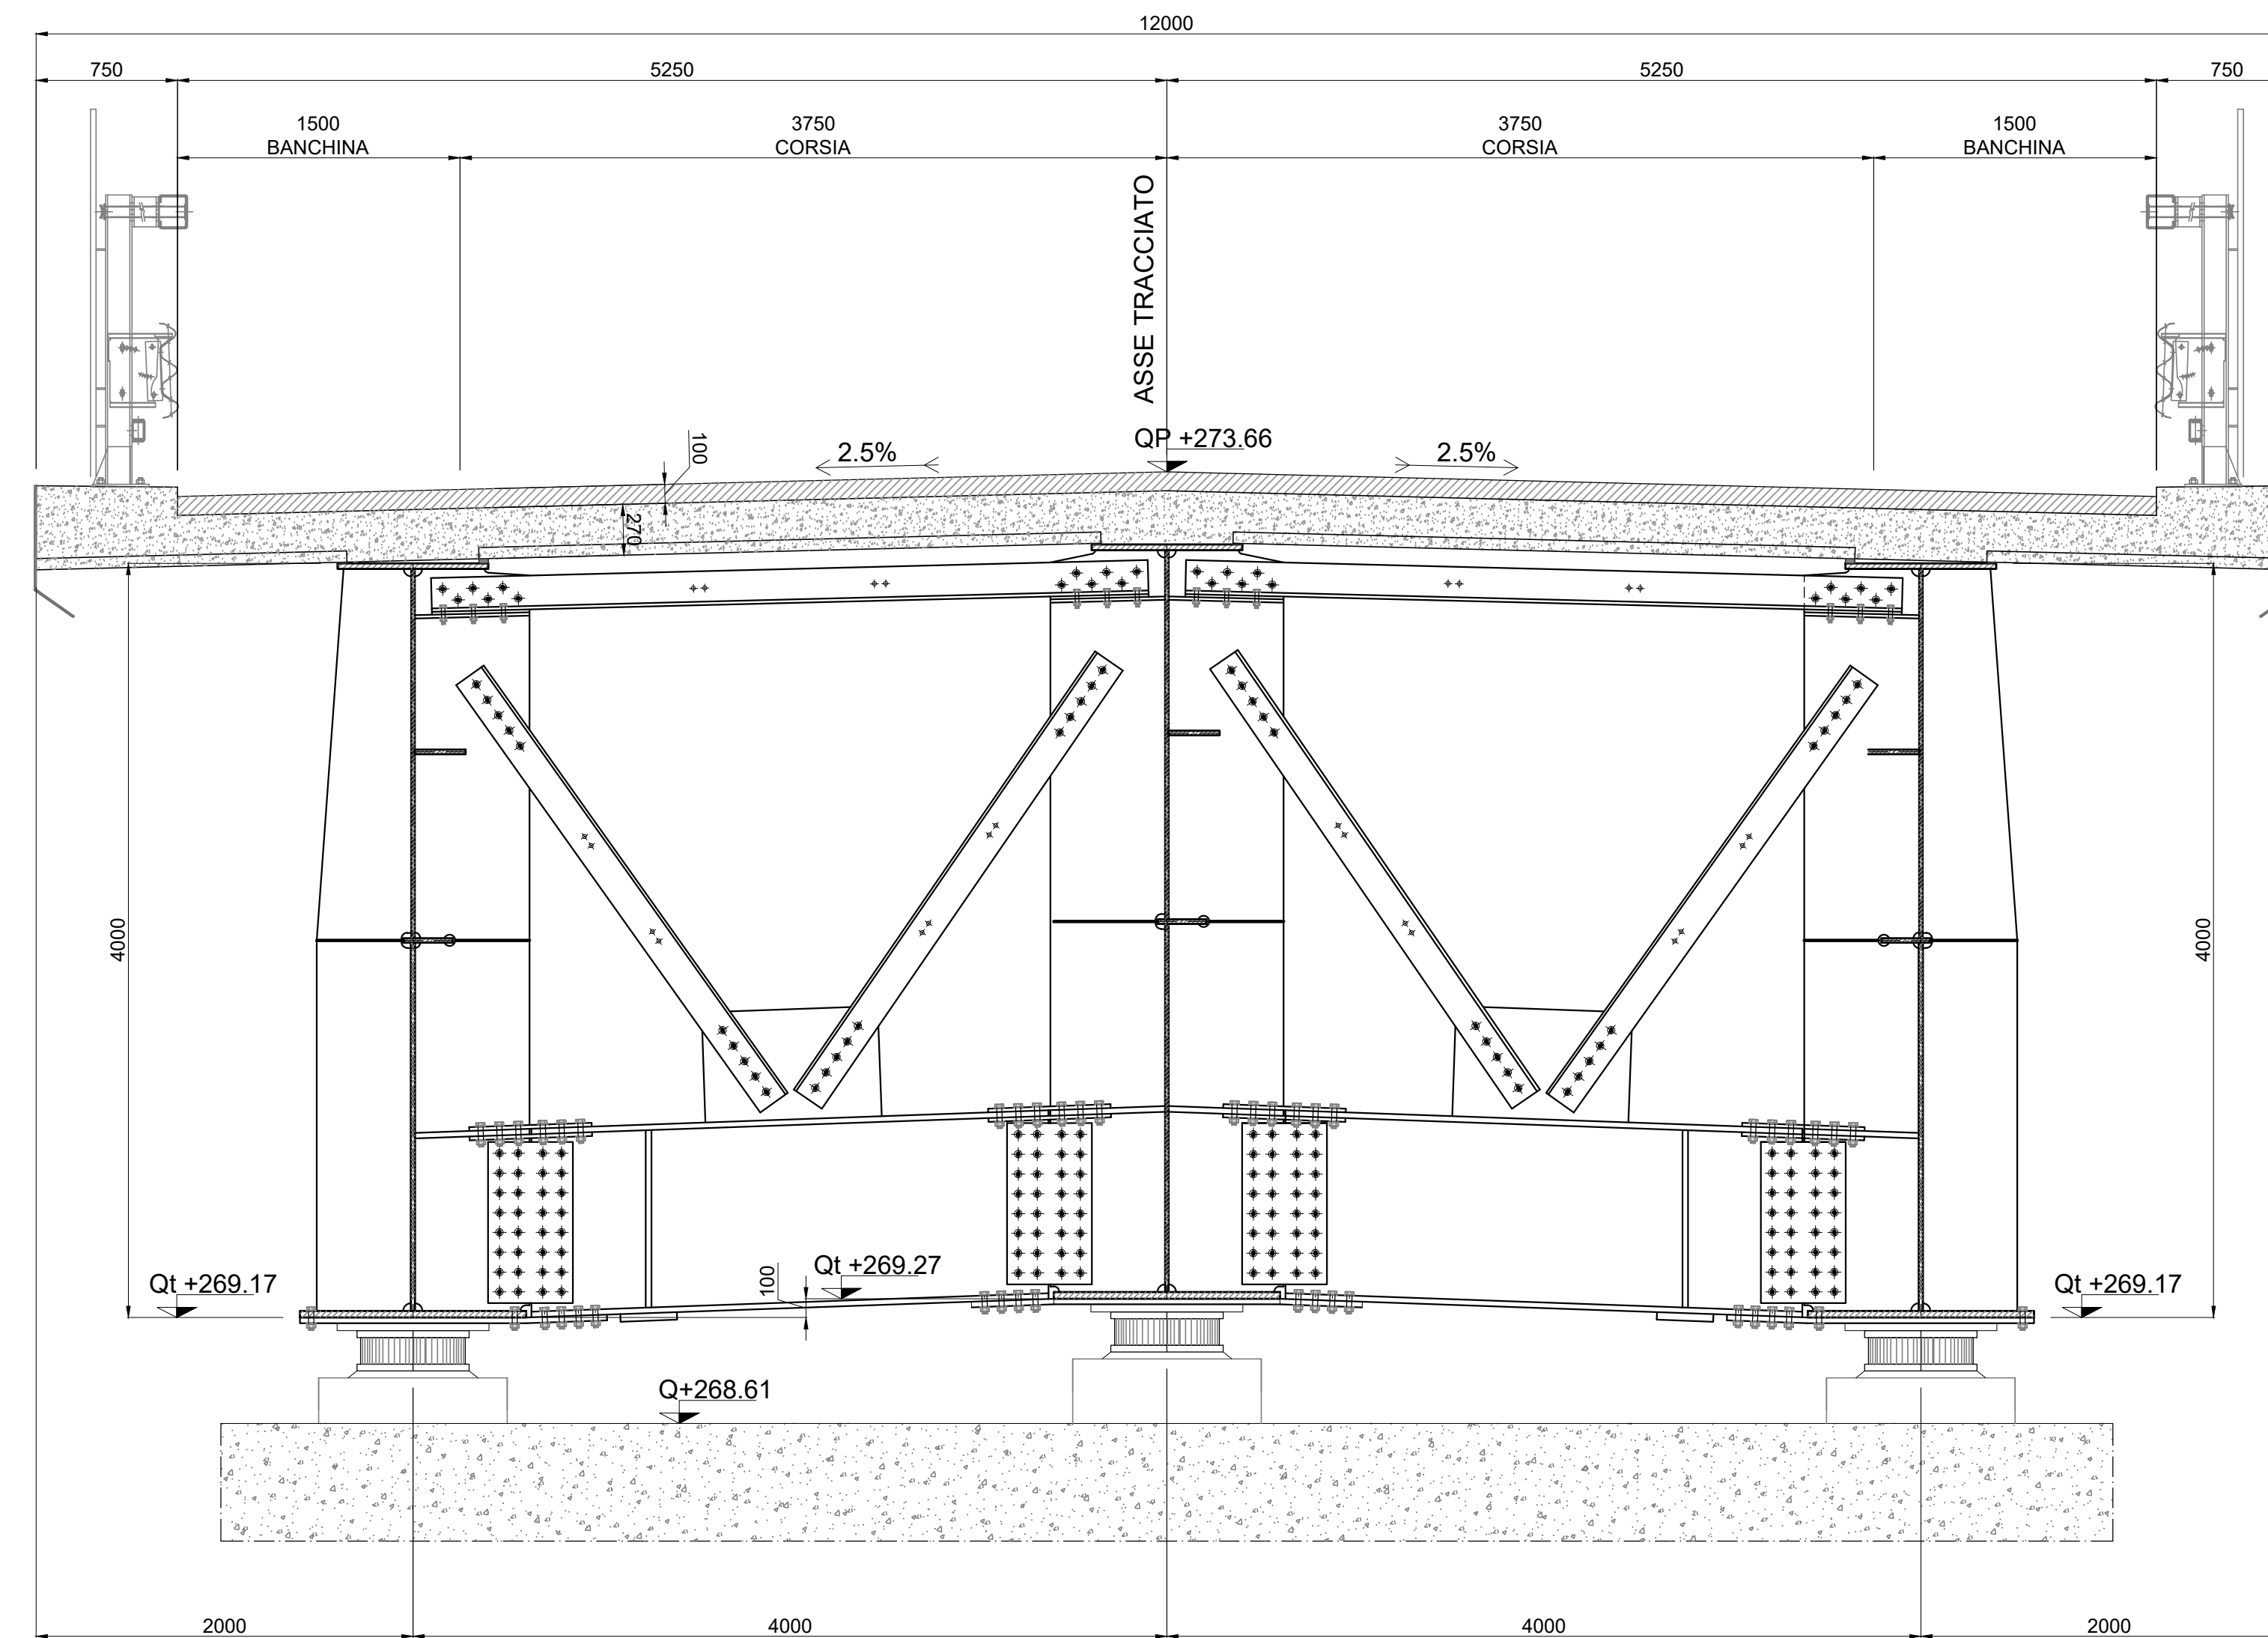 12000
750
5250
5250
750
1500
BANCHINA
3750
CORSIA
3750
CORSIA
1500
BANCHINA
ASSE TRACCIATO
QP +273.66
2.5%
2.5%
100
270
4000
4000
Qt +269.17
100
Qt +269.27
Qt +269.17
Q+268.61
2000
4000
4000
2000